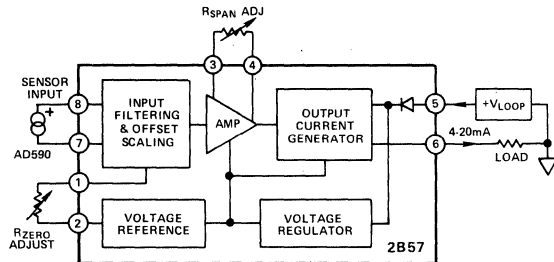 RSPAN ADJ
3
4
SENSOR
INPUT
+
8
7
AD590
INPUT
FILTERING
& OFFSET
SCALING
AMP
OUTPUT
CURRENT
GENERATOR
5
+VLOOP
6
4-20mA
LOAD
1
RZERO
ADJUST
2
VOLTAGE
REFERENCE
VOLTAGE
REGULATOR
2B57